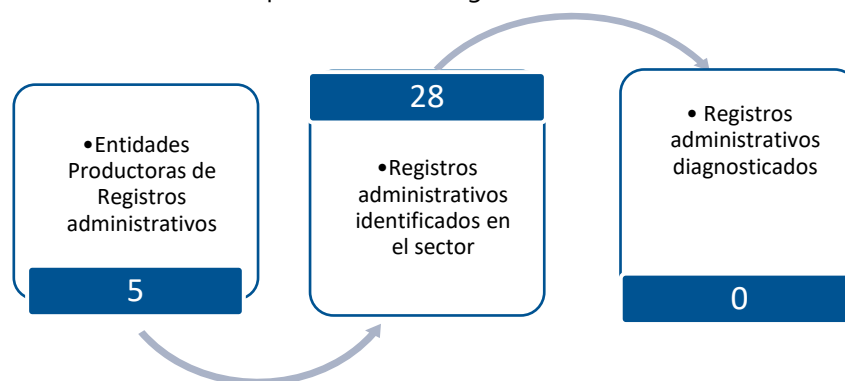 •Entidades
Productoras de
Registros
administrativos
5
28
•Registros
administrativos
identificados en
el sector
• Registros
administrativos
diagnosticados
0